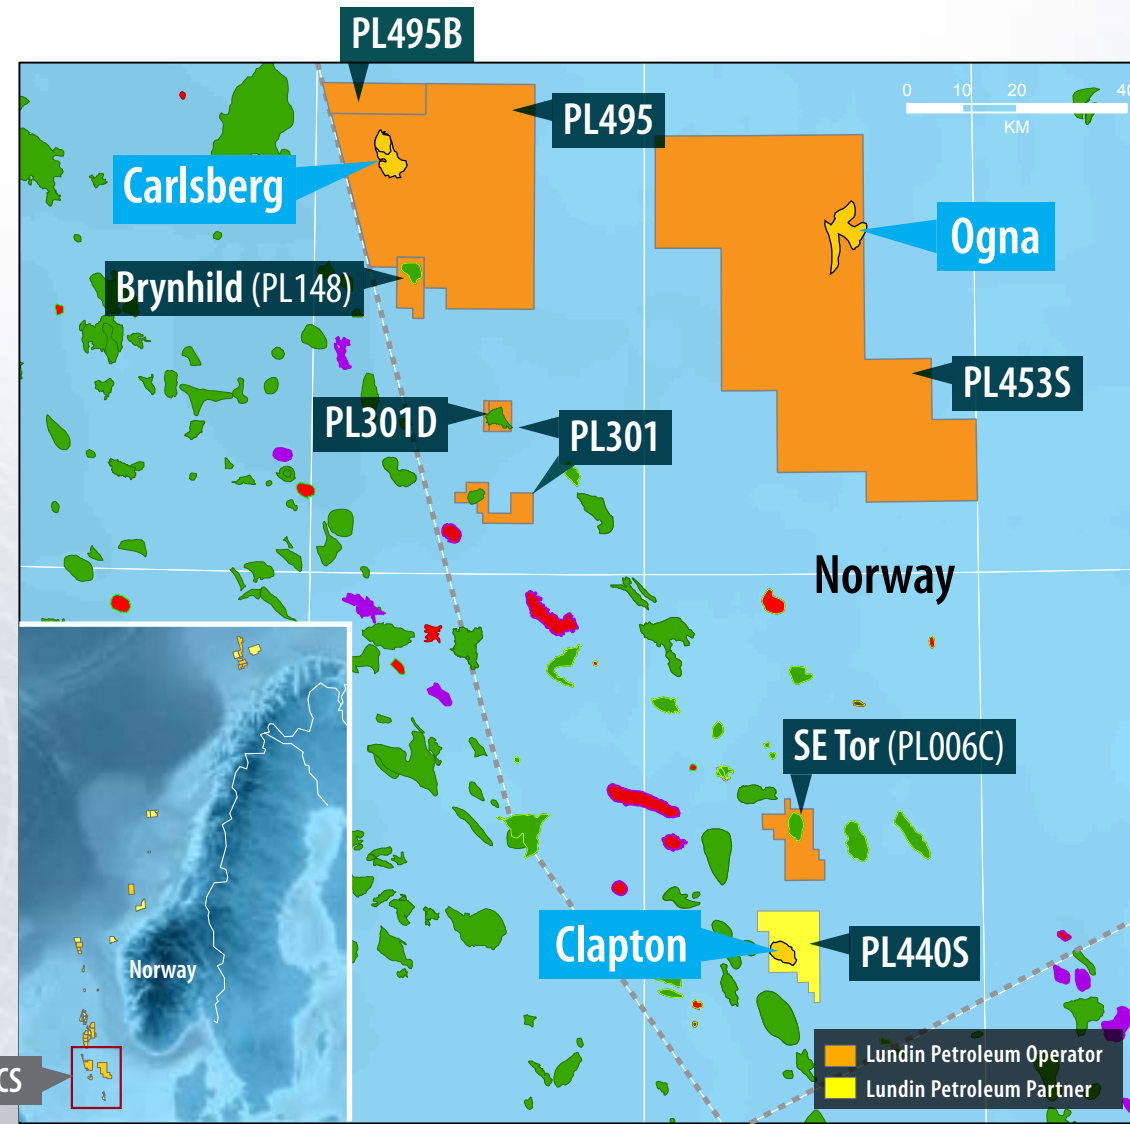 PL495B
0 10 20 40
KM
PL495
Carlsberg
Ogna
Brynhild (PL148)
PL453S
PL301D
PL301
Norway
SE Tor (PL006C)
Clapton
PL440S
Norway
CS
Lundin Petroleum Operator
Lundin Petroleum Partner